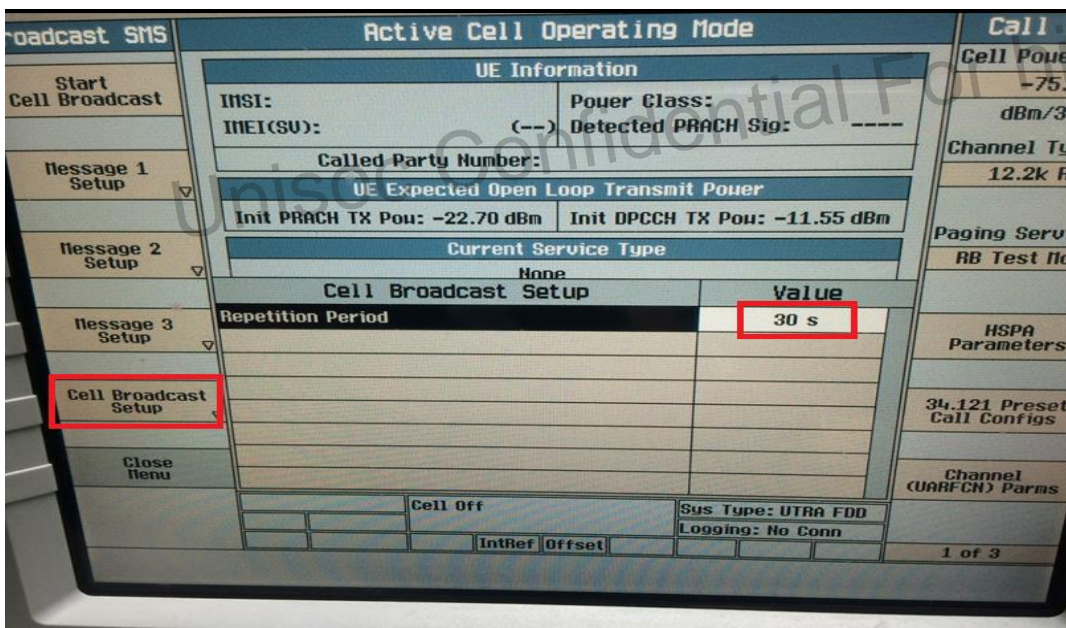 roadcast SMS
Active Cell Operating Mode
Call
Start
Cell Broadcast
Message 1
Setup
Message 2
Setup
Message 3
Setup
Cell Broadcast
Setup
Close
Menu
UE Information
IMSI:
Power Class:
IMEI(SV): (--)
Detected PRACH Sig: ----
Called Party Number:
UE Expected Open Loop Transmit Power
Init PRACH TX Pow: -22.70 dBm
Init DPCCH TX Pow: -11.55 dBm
Current Service Type
None
Cell Broadcast Setup
Value
Repetition Period
30 s
Cell Off
Sys Type: UTRA FDD
Logging: No Conn
IntRef Offset
Cell Powe
-75.
dBm/3
Channel Ty
12.2k R
Paging Serv
RB Test Mo
HSPA
Parameters
34.121 Preset
Call Configs
Channel
(UARFCN) Parms
1 of 3
Unisoc Confidential For hi